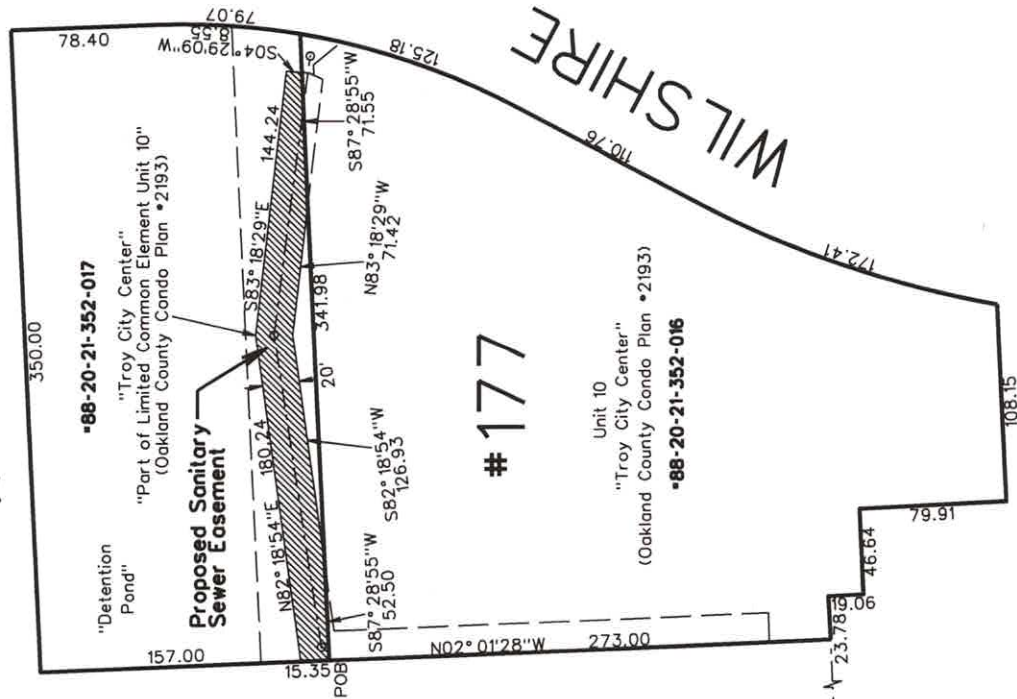 350.00
78.40
79.07
*88-20-21-352-017
"Troy City Center"
"Part of Limited Common Element Unit 10"
(Oakland County Condo Plan *2193)
"Detention
Pond"
Proposed Sanitary
Sewer Easement
S04°29'09"W
S83°18'29"E
144.24
N82°18'54"E
180.24
157.00
15.35
POB
341.98
20'
S87°28'55"W
71.55
N83°18'29"W
71.42
S82°18'54"W
126.93
S87°28'55"W
52.50
125.18
WILSHIRE
110.76
172.41
#177
Unit 10
"Troy City Center"
(Oakland County Condo Plan *2193)
*88-20-21-352-016
N02°01'28"W
273.00
23.78
19.06
46.64
79.91
108.15